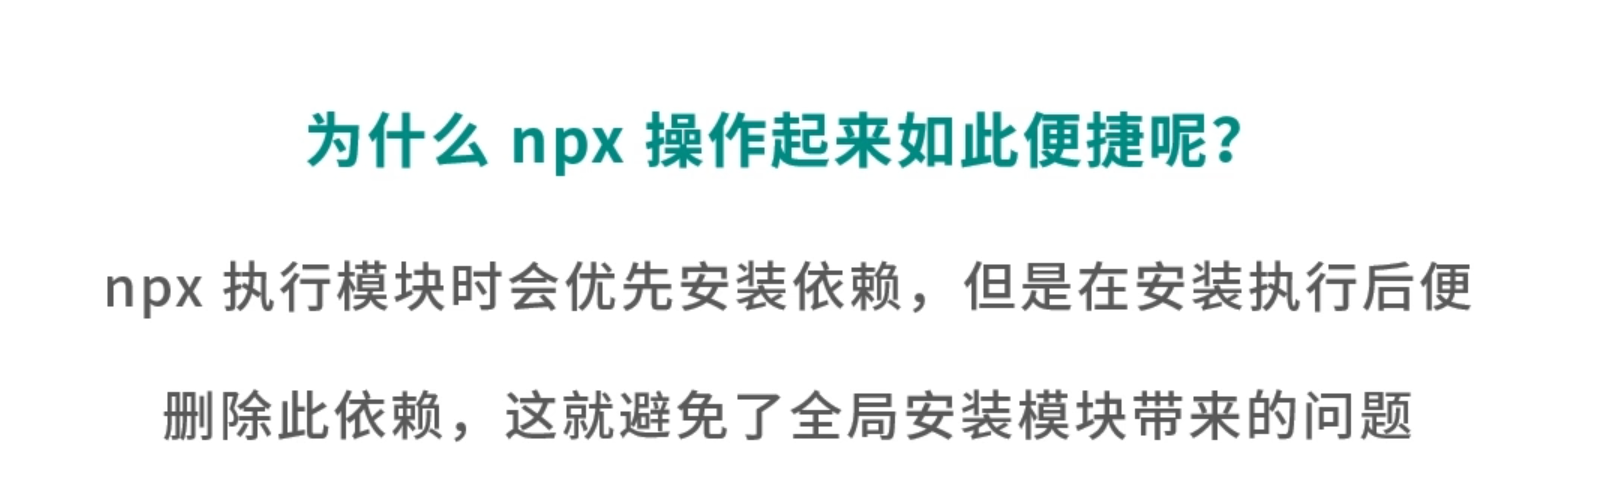 为什么 npx 操作起来如此便捷呢？
npx 执行模块时会优先安装依赖，但是在安装执行后便
删除此依赖，这就避免了全局安装模块带来的问题